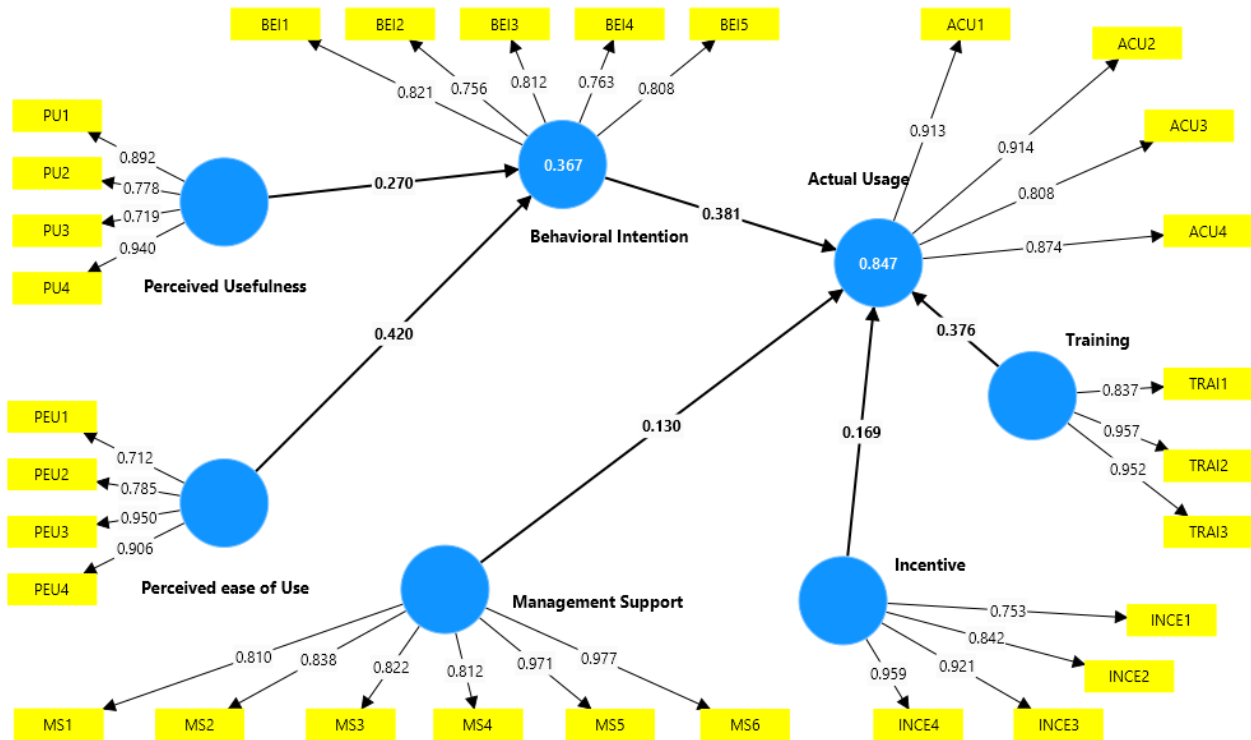 BEI1
BEI2
BEI3
BEI4
BEI5
0.821
0.756
0.812
0.763
0.808
ACU1
ACU2
ACU3
ACU4
0.913
0.914
0.808
0.874
PU1
PU2
PU3
PU4
0.892
0.778
0.719
0.940
Perceived Usefulness
0.270
0.367
Behavioral Intention
0.381
Actual Usage
0.847
0.420
0.376
Training
0.837
0.957
0.952
TRAI1
TRAI2
TRAI3
PEU1
PEU2
PEU3
PEU4
0.712
0.785
0.950
0.906
Perceived ease of Use
0.130
0.169
Management Support
0.810
0.838
0.822
0.812
0.971
0.977
MS1
MS2
MS3
MS4
MS5
MS6
Incentive
0.753
0.842
0.921
0.959
INCE1
INCE2
INCE3
INCE4